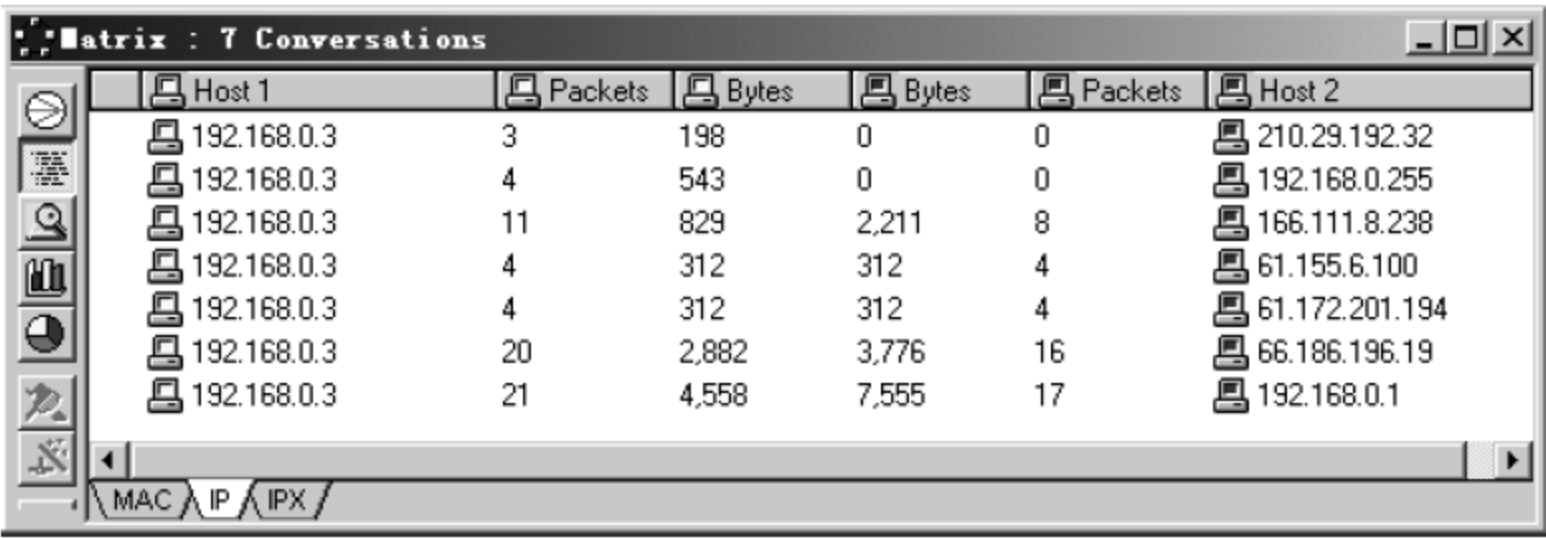 Matrix : 7 Conversations
Host 1 Packets Bytes Bytes Packets Host 2
192.168.0.3 3 198 0 0 210.29.192.32
192.168.0.3 4 543 0 0 192.168.0.255
192.168.0.3 11 829 2,211 8 166.111.8.238
192.168.0.3 4 312 312 4 61.155.6.100
192.168.0.3 4 312 312 4 61.172.201.194
192.168.0.3 20 2,882 3,776 16 66.186.196.19
192.168.0.3 21 4,558 7,555 17 192.168.0.1
MAC IP IPX